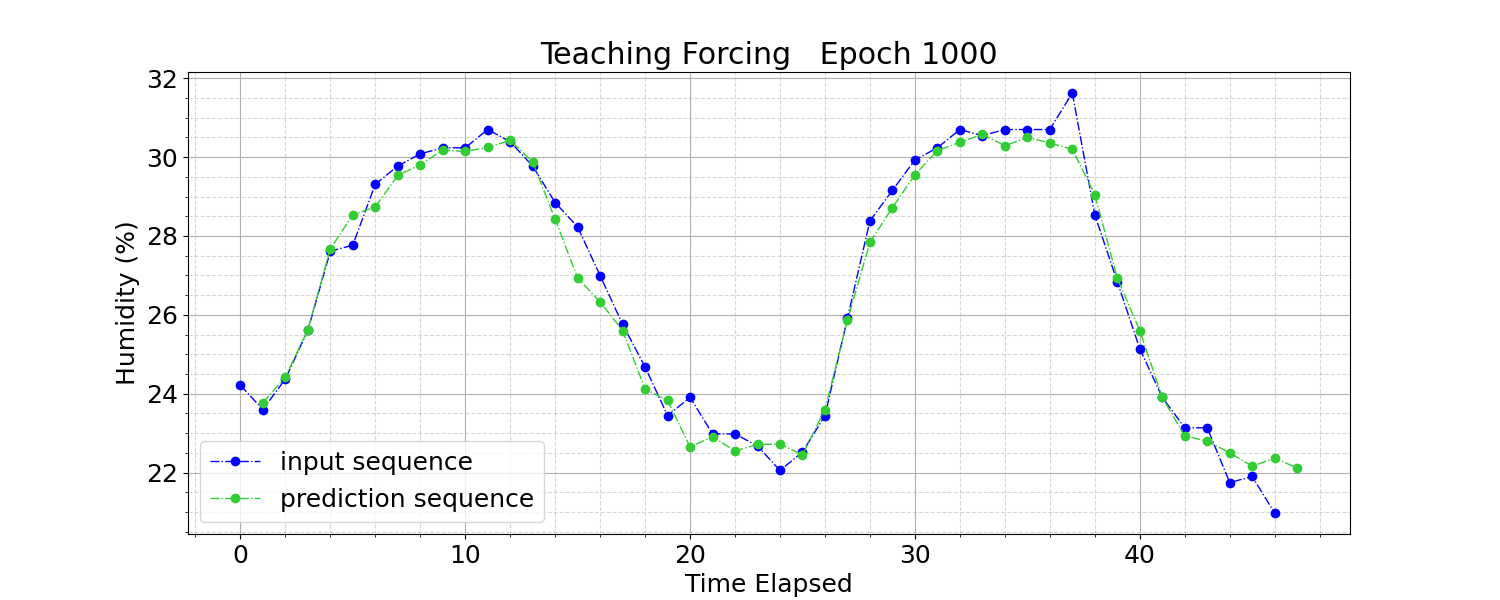 Teaching Forcing   Epoch 1000
Humidity (%)
32
30
28
26
24
22
input sequence
prediction sequence
0 10 20 30 40
Time Elapsed